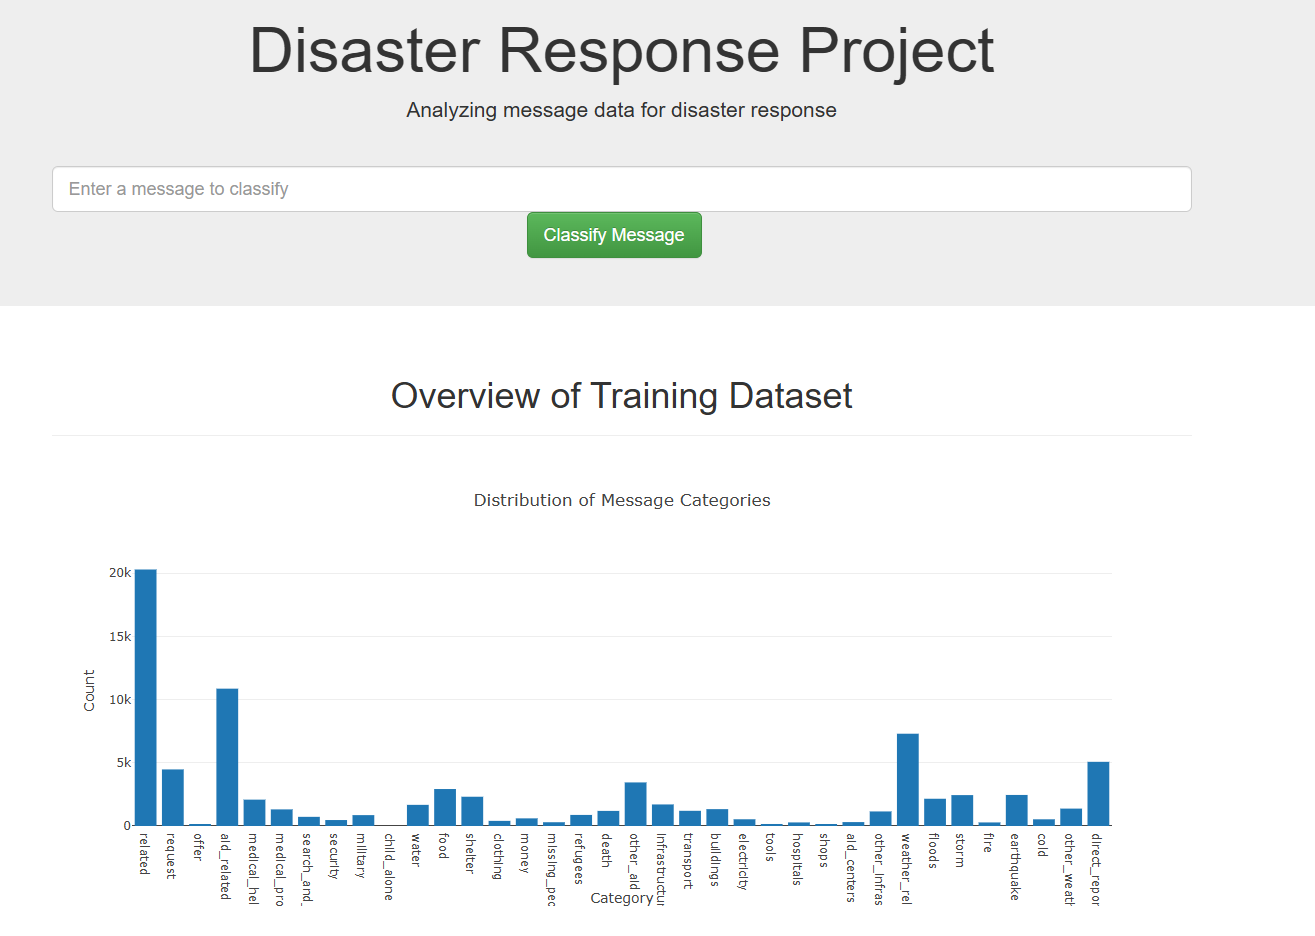 Disaster Response Project
Analyzing message data for disaster response
Enter a message to classify
Classify Message
Overview of Training Dataset
Distribution of Message Categories
20k
15k
10k
5k
0
Count
related
request
offer
aid_related
medical_hel
medical_pro
search_and_
security
military
child_alone
water
food
shelter
clothing
money
missing_peo
refugees
death
other_aid
infrastructur
transport
buildings
electricity
tools
hospitals
shops
aid_centers
other_infras
weather_rel
floods
storm
fire
earthquake
cold
other_weath
direct_repor
Category